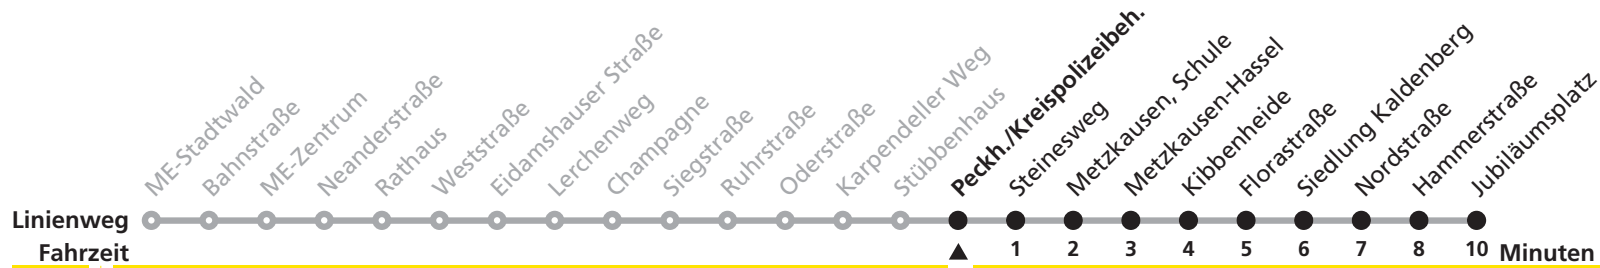 ME-Stadtwald
Bahnstraße
ME-Zentrum
Neanderstraße
Rathaus
Weststraße
Eidamshauser Straße
Lerchenweg
Champagne
Siegstraße
Ruhrstraße
Oderstraße
Karpendeller Weg
Stübbenhaus
Peckh./Kreispolizeibeh.
Steinesweg
Metzkausen, Schule
Metzkausen-Hassel
Kibbenheide
Florastraße
Siedlung Kaldenberg
Nordstraße
Hammerstraße
Jubiläumsplatz
Linienweg
Fahrzeit 1 2 3 4 5 6 7 8 10 Minuten